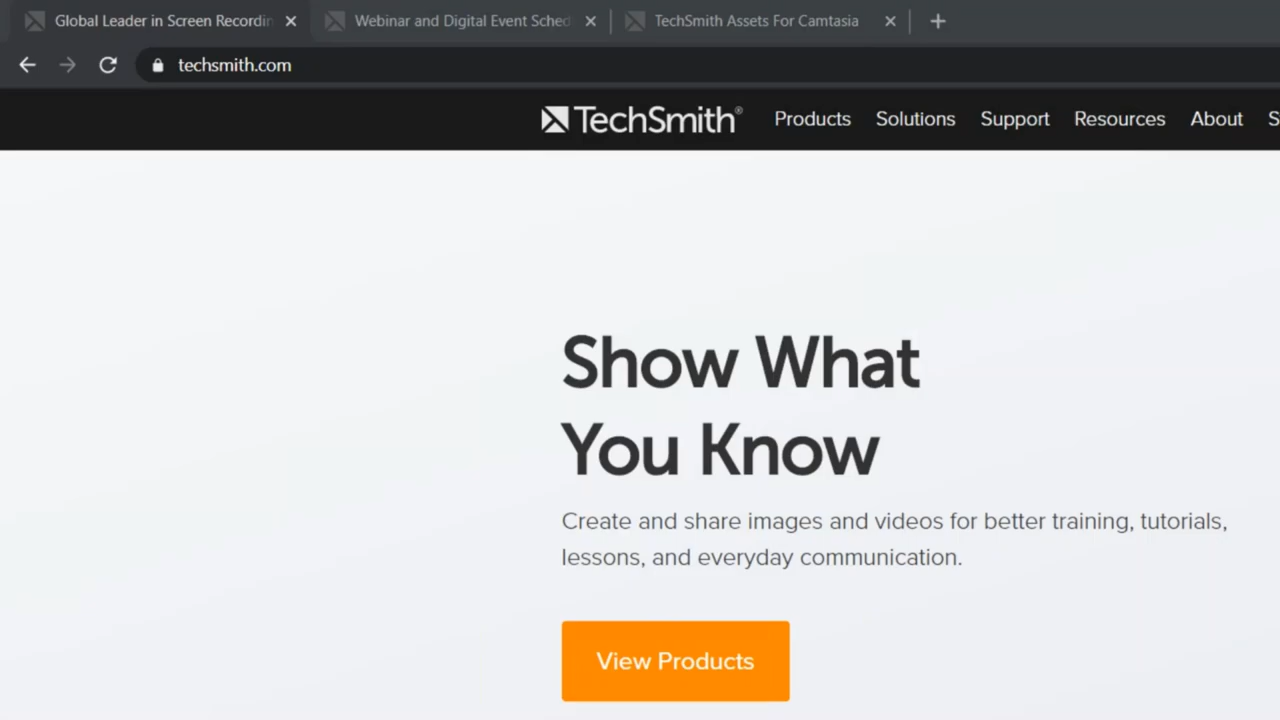 Global Leader in Screen Recordin
Webinar and Digital Event Sched
TechSmith Assets For Camtasia
techsmith.com
TechSmith® Products Solutions Support Resources About S
Show What
You Know
Create and share images and videos for better training, tutorials,
lessons, and everyday communication.
View Products